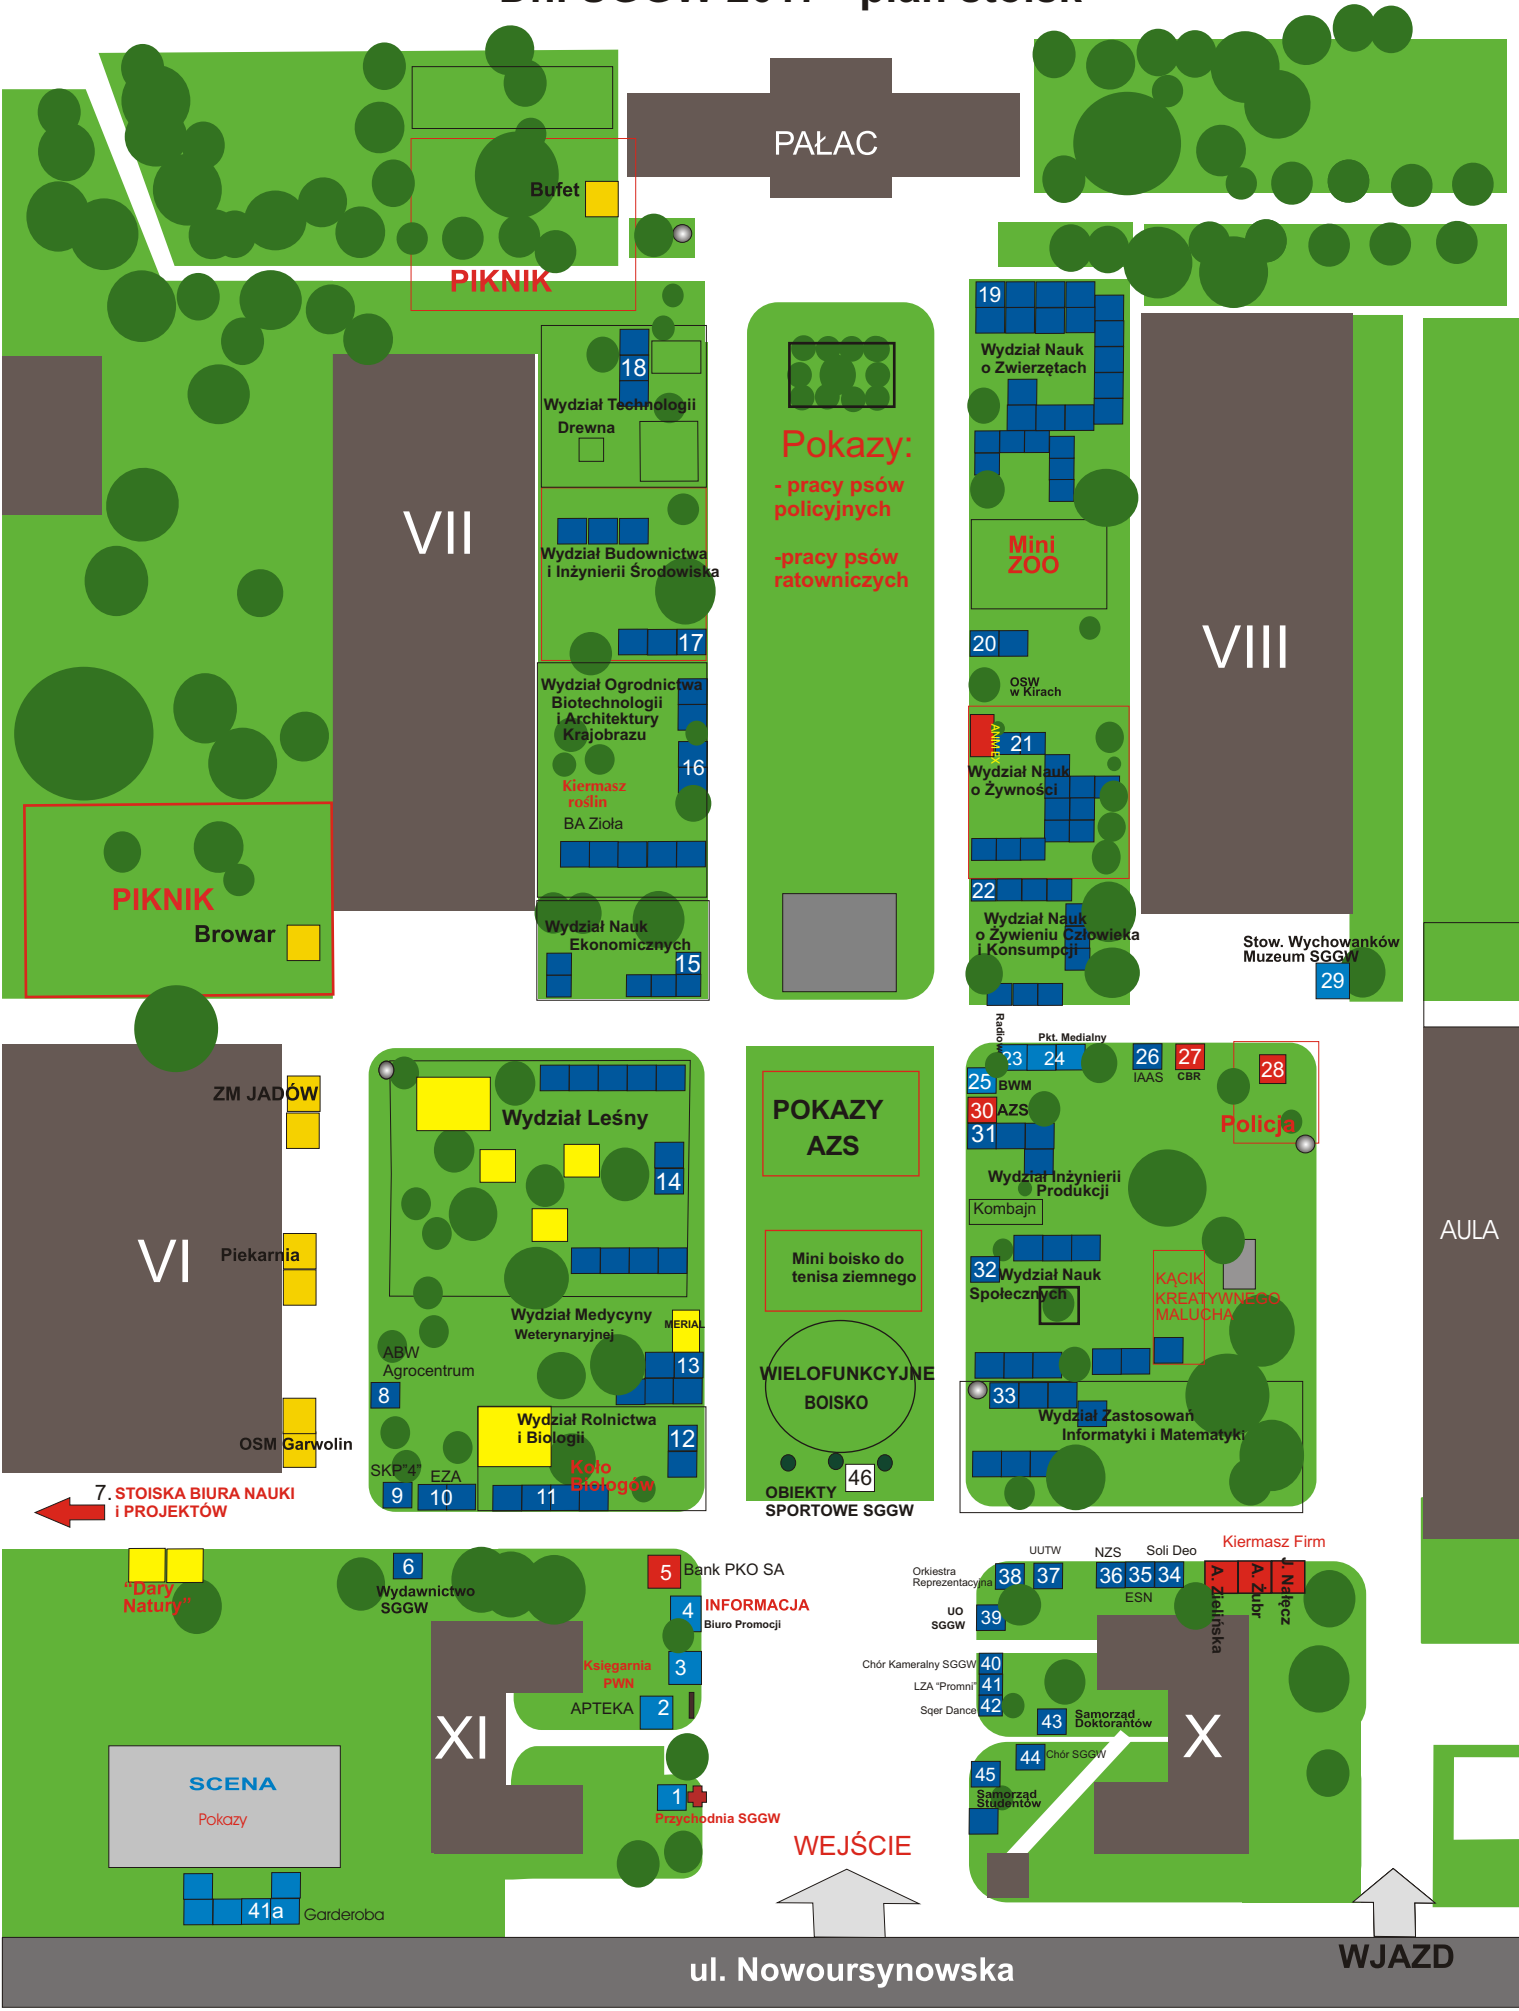 PAŁAC
Bufet
PIKNIK
19
Wydział Nauk
o Zwierzętach
18
Wydział Technologii
Drewna
Pokazy:
- pracy psów
policyjnych
-pracy psów
ratowniczych
VII
Wydział Budownictwa
i Inżynierii Środowiska
17
Mini
ZOO
VIII
20
OSW
w Kirach
Wydział Ogrodnictwa
Biotechnologii
i Architektury
Krajobrazu
16
Kiermasz
roślin
BA Zioła
ANIMEX
21
Wydział Nauk
o Żywności
PIKNIK
Browar
22
Wydział Nauk
o Żywieniu Człowieka
i Konsumpcji
Wydział Nauk
Ekonomicznych
15
Stow. Wychowanków
Muzeum SGGW
29
ZM JADÓW
Wydział Leśny
14
POKAZY
AZS
Pkt. Medialny
23
24
26
IAAS
27
CBR
28
Policja
25
BWM
30
AZS
31
Wydział Inżynierii
Produkcji
Kombajn
AULA
VI
Piekarnia
Mini boisko do
tenisa ziemnego
32
Wydział Nauk
Społecznych
KĄCIK
KREATYWNEGO
MALUCHA
Wydział Medycyny
Weterynaryjnej
MERIAL
13
ABW
Agrocentrum
8
WIELOFUNKCYJNE
BOISKO
33
Wydział Zastosowań
Informatyki i Matematyki
OSM Garwolin
Wydział Rolnictwa
i Biologii
12
Koło
Biologów
SKP"4"
9
EZA
10
11
46
OBIEKTY
SPORTOWE SGGW
7. STOISKA BIURA NAUKI
i PROJEKTÓW
"Dary
Natury"
6
Wydawnictwo
SGGW
5
Bank PKO SA
4
INFORMACJA
Biuro Promocji
Księgarnia
PWN
3
APTEKA
2
XI
1
Przychodnia SGGW
Orkiestra
Reprezentacyjna
38
UUTW
37
NZS
36
35
ESN
Soli Deo
34
Kiermasz Firm
A. Zielińska
A. Żubr
J. Nałęcz
UO
SGGW
39
Chór Kameralny SGGW
40
LZA "Promni"
41
Sqer Dance
42
43
Samorząd
Doktorantów
X
44
Chór SGGW
45
Samorząd
Studentów
SCENA
Pokazy
41a
Garderoba
WEJŚCIE
WJAZD
ul. Nowoursynowska